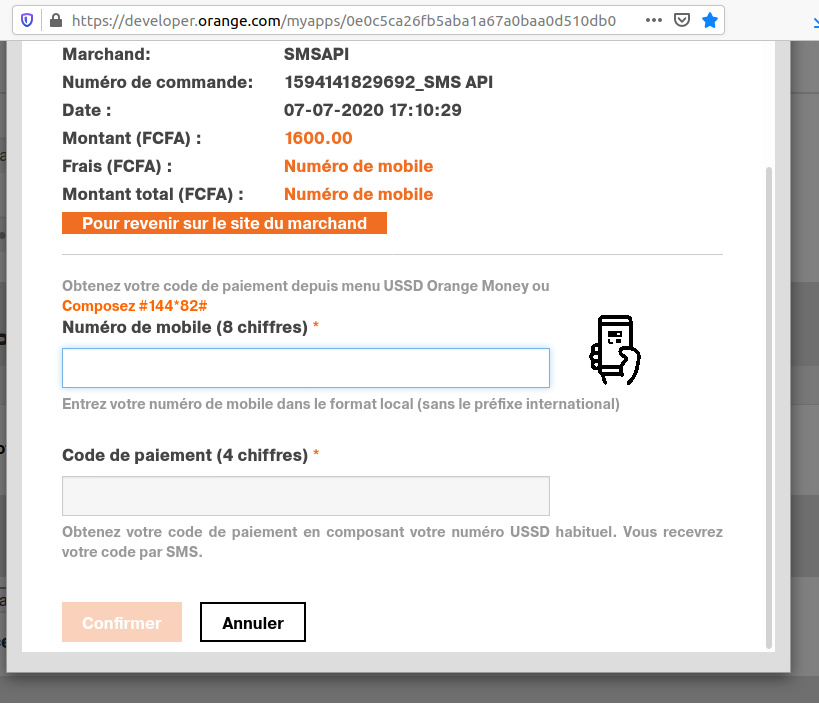 https://developer.orange.com/myapps/0e0c5ca26fb5aba1a67a0baa0d510db0
Marchand: SMSAPI
Numéro de commande: 1594141829692_SMS API
Date : 07-07-2020 17:10:29
Montant (FCFA) : 1600.00
Frais (FCFA) : Numéro de mobile
Montant total (FCFA) : Numéro de mobile
Pour revenir sur le site du marchand
Obtenez votre code de paiement depuis menu USSD Orange Money ou
Composez #144*82#
Numéro de mobile (8 chiffres) *
Entrez votre numéro de mobile dans le format local (sans le préfixe international)
Code de paiement (4 chiffres) *
Obtenez votre code de paiement en composant votre numéro USSD habituel. Vous recevrez
votre code par SMS.
Confirmer Annuler